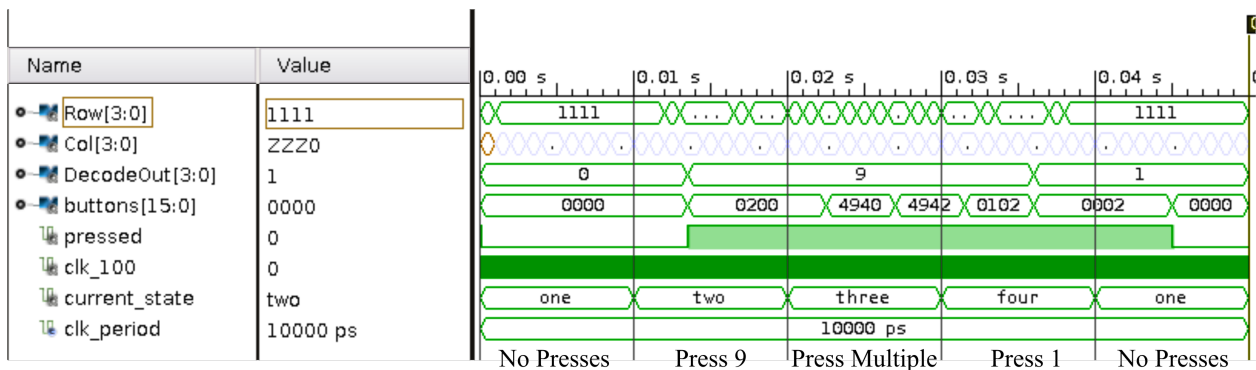 Name Value
0.00 s 0.01 s 0.02 s 0.03 s 0.04 s
Row[3:0] 1111 1111 ... .. . . .. ... 1111
Col[3:0] ZZZ0
DecodeOut[3:0] 1 0 9 1
buttons[15:0] 0000 0000 0200 4940 4942 0102 0002 0000
pressed 0
clk_100 0
current_state two one two three four one
clk_period 10000 ps 10000 ps
No Presses Press 9 Press Multiple Press 1 No Presses